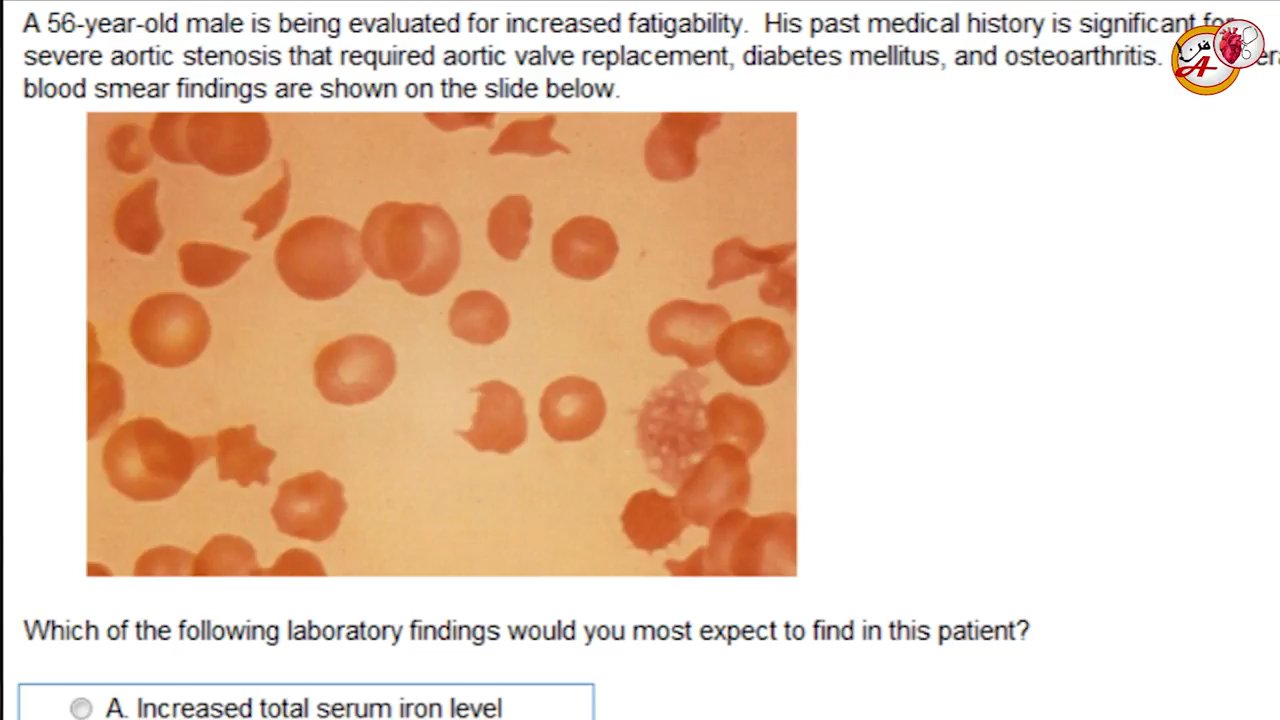 A 56-year-old male is being evaluated for increased fatigability. His past medical history is significant for
severe aortic stenosis that required aortic valve replacement, diabetes mellitus, and osteoarthritis.
blood smear findings are shown on the slide below.
Which of the following laboratory findings would you most expect to find in this patient?
A. Increased total serum iron level